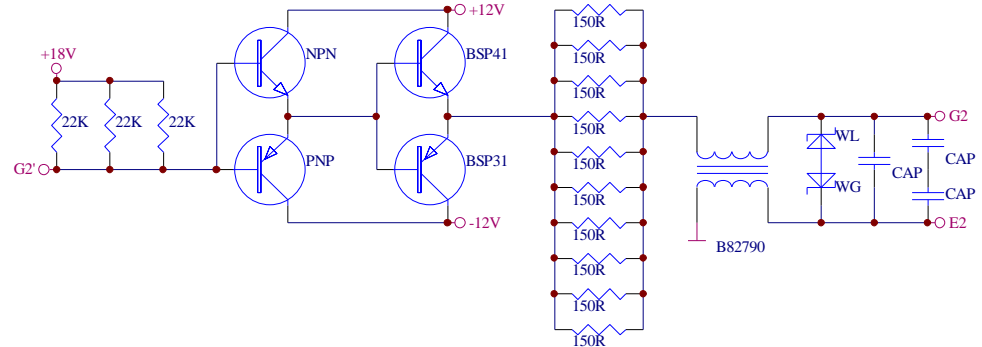 +12V
150R
NPN
BSP41
+18V
150R
150R
22K
22K
22K
150R
G2
150R
WL
CAP
G2'
PNP
BSP31
150R
CAP
WG
CAP
150R
-12V
150R
E2
B82790
150R
150R
150R